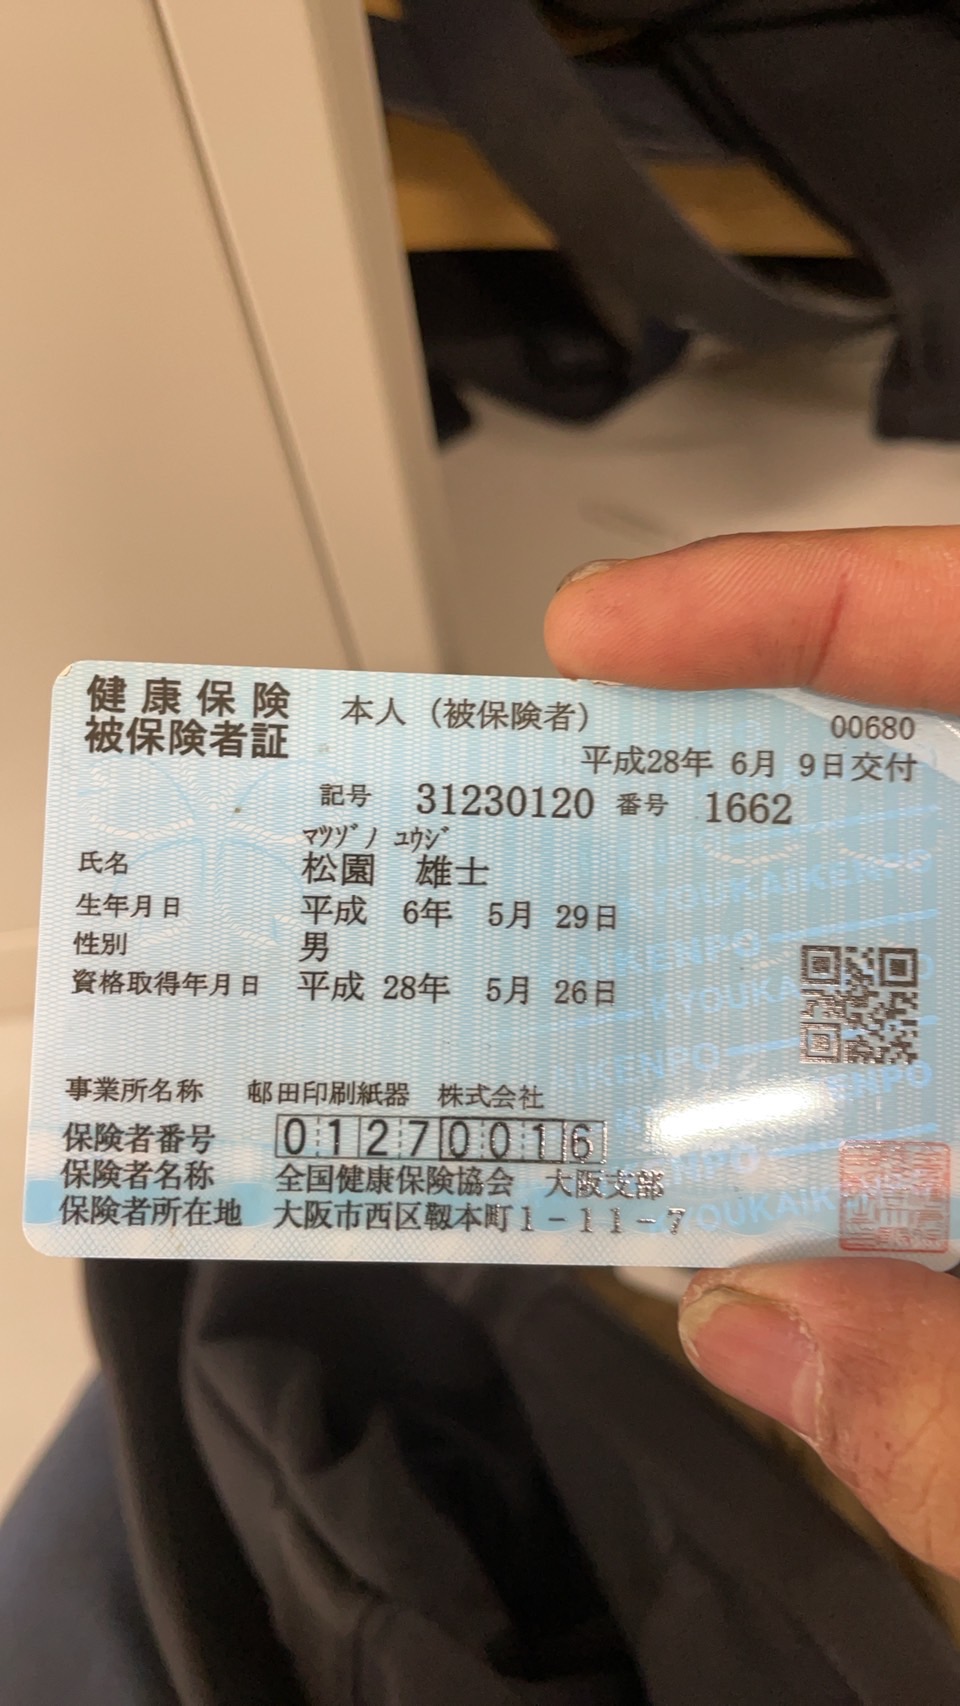 健康保険
被保険者証
本人（被保険者）
00680
平成28年 6月 9日交付
記号 31230120 番号 1662
ﾏﾂｿﾞﾉ ﾕｳｼﾞ
氏名 松園 雄士
生年月日 平成 6年 5月 29日
性別 男
資格取得年月日 平成 28年 5月 26日
事業所名称 邨田印刷紙器 株式会社
保険者番号 01270016
保険者名称 全国健康保険協会 大阪支部
保険者所在地 大阪市西区靱本町1-11-7